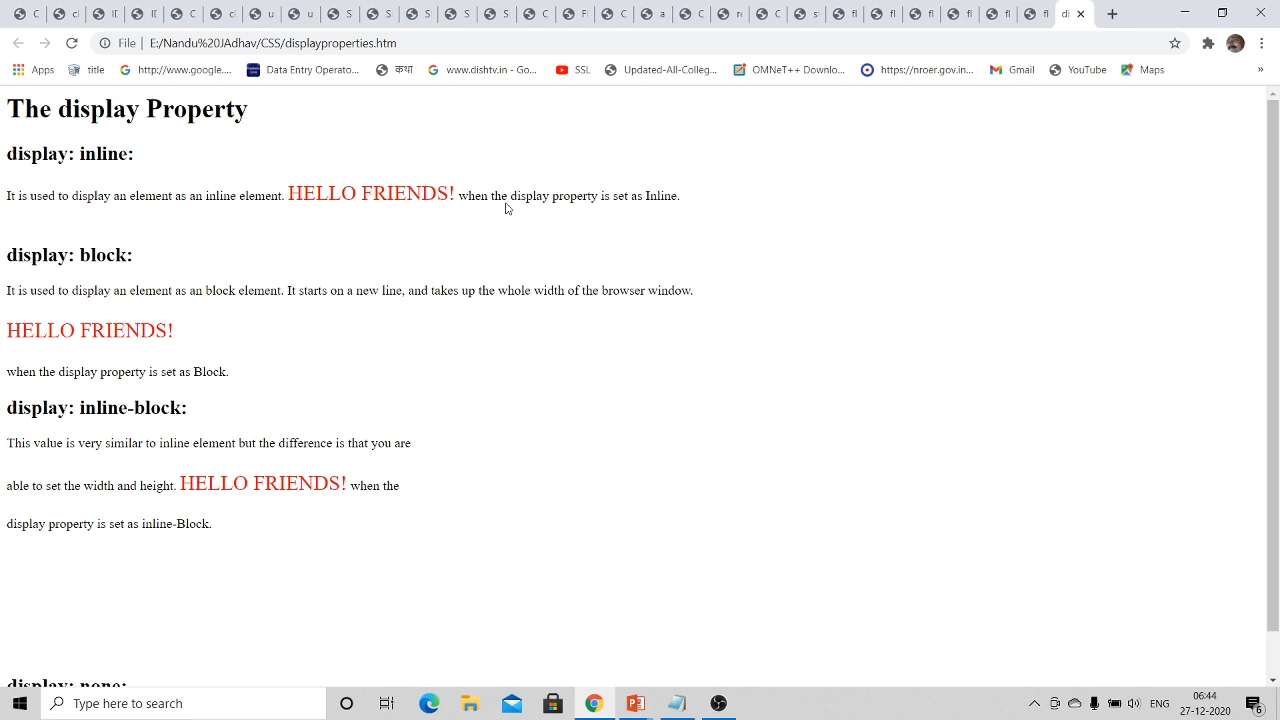 File E:/Nandu%20JAdhav/CSS/displayproperties.htm
Apps title http://www.google.... Data Entry Operato... कथा www.dishtv.in - Go... SSL Updated-All-Colleg... OMNeT++ Downlo... https://nroer.gov.in... Gmail YouTube Maps »
The display Property
display: inline:
It is used to display an element as an inline element. HELLO FRIENDS! when the display property is set as Inline.
display: block:
It is used to display an element as an block element. It starts on a new line, and takes up the whole width of the browser window.
HELLO FRIENDS!
when the display property is set as Block.
display: inline-block:
This value is very similar to inline element but the difference is that you are
able to set the width and height. HELLO FRIENDS! when the
display property is set as inline-Block.
display: none:
Type here to search
ENG
06:44
27-12-2020
6